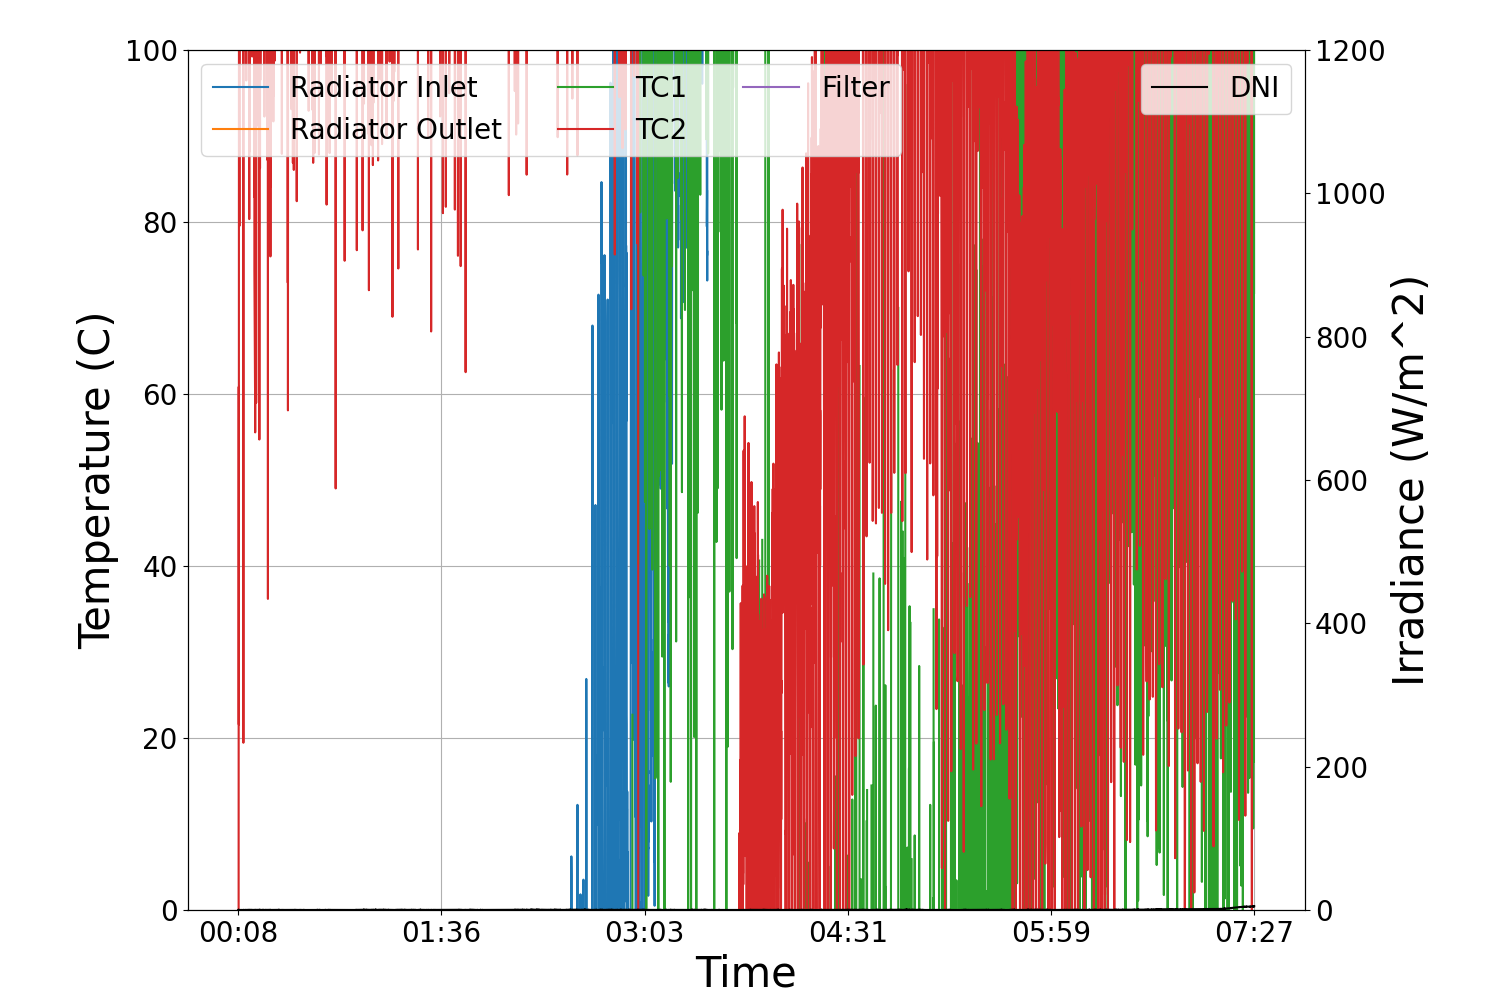 100
80
60
40
20
0
Temperature (C)
Radiator Inlet
Radiator Outlet
TC1
TC2
Filter
DNI
1200
1000
800
600
400
200
0
Irradiance (W/m^2)
00:08 01:36 03:03 04:31 05:59 07:27
Time